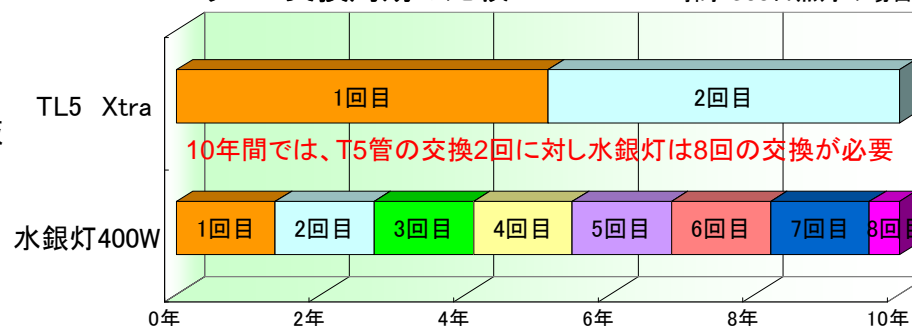 TL5 Xtra
1回目
2回目
10年間では、T5管の交換2回に対し水銀灯は8回の交換が必要
水銀灯400W
1回目
2回目
3回目
4回目
5回目
6回目
7回目
8回目
0年
2年
4年
6年
8年
10年